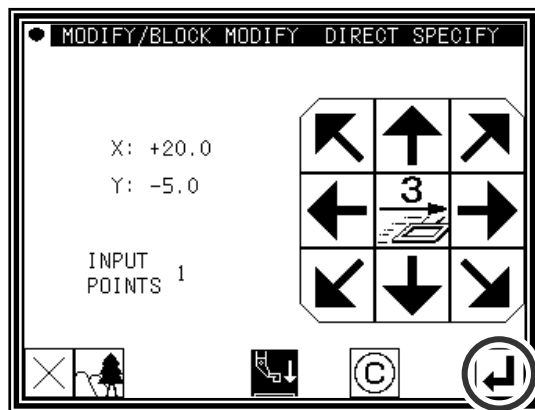 MODIFY/BLOCK MODIFY DIRECT SPECIFY
X: +20.0
Y: -5.0
3
INPUT
POINTS 1
C